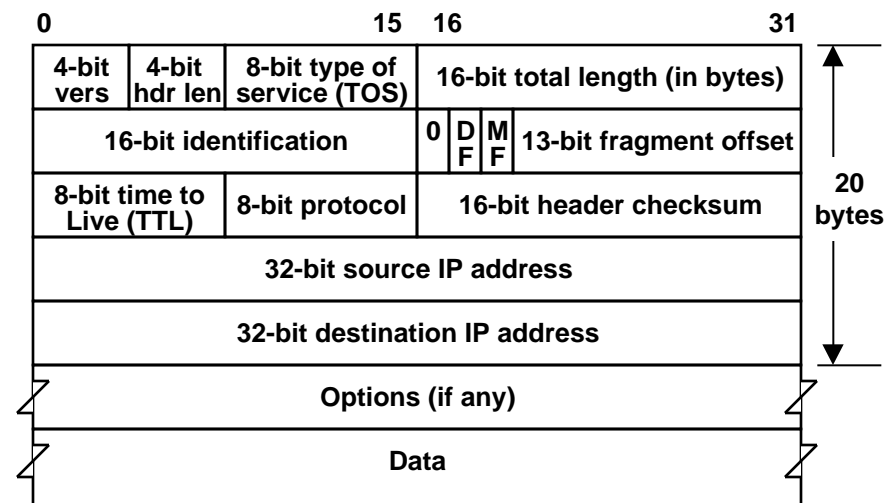 0 15 16 31
4-bit vers
4-bit hdr len
8-bit type of service (TOS)
16-bit total length (in bytes)
16-bit identification
0
DF
MF
13-bit fragment offset
8-bit time to Live (TTL)
8-bit protocol
16-bit header checksum
20 bytes
32-bit source IP address
32-bit destination IP address
Options (if any)
Data